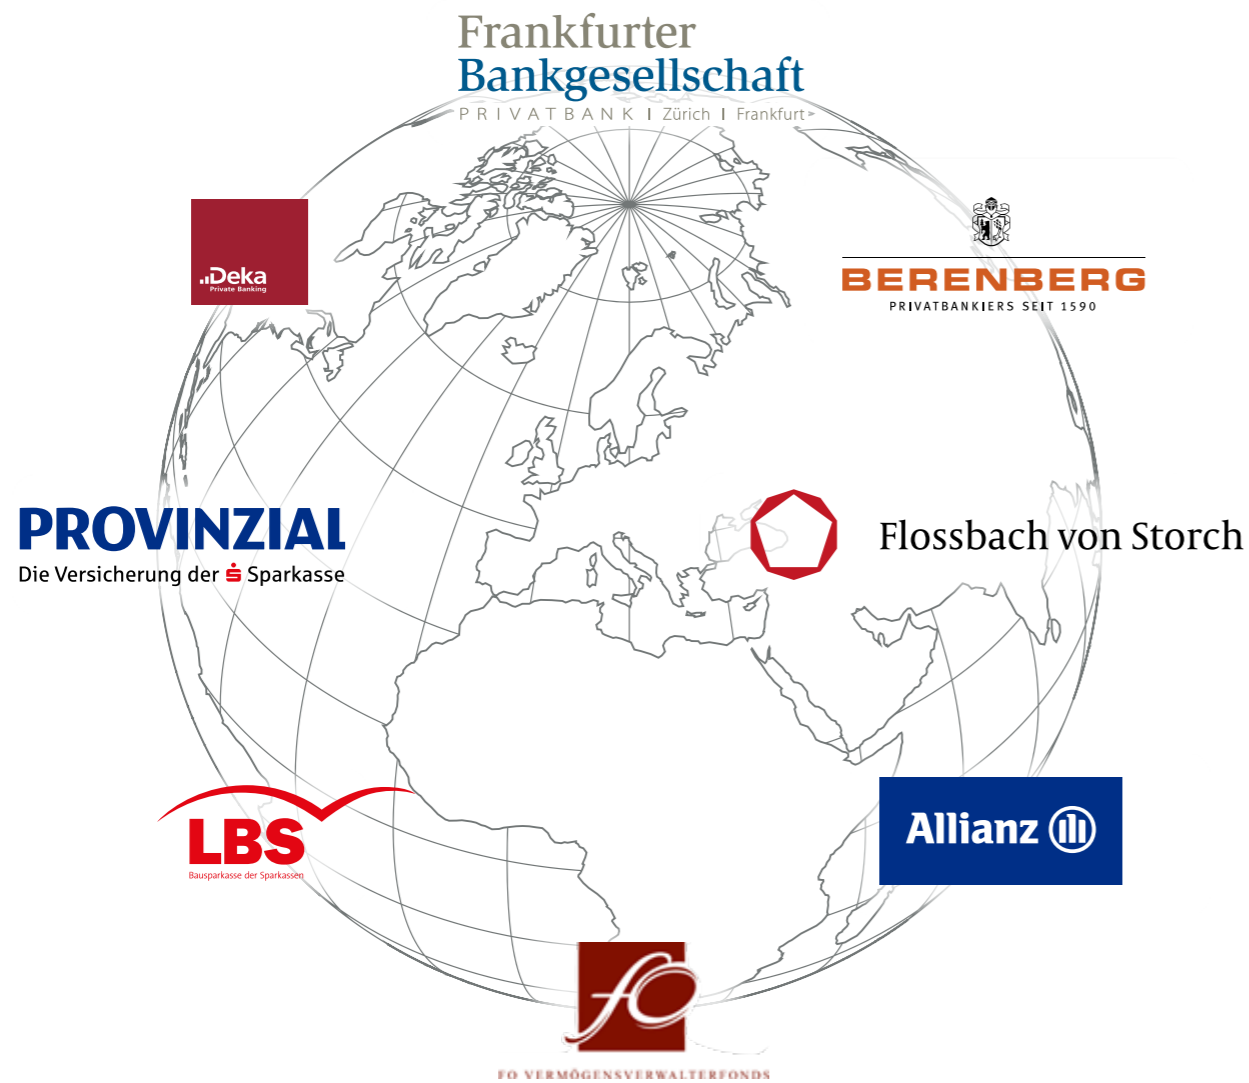 Frankfurter
Bankgesellschaft
PRIVATBANK | Zürich | Frankfurt
Deka
Private Banking
BERENBERG
PRIVATBANKIERS SEIT 1590
PROVINZIAL
Die Versicherung der S Sparkasse
Flossbach von Storch
LBS
Bausparkasse der Sparkassen
Allianz
fo
FO VERMÖGENSVERWALTERFONDS